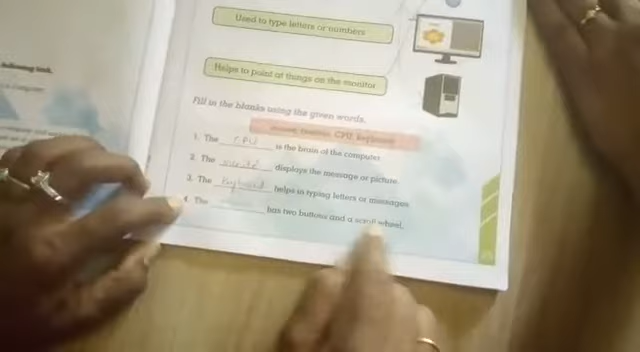 Used to type letters or numbers
Helps to point at things on the monitor
Fill in the blanks using the given words.
Monitor, CPU, Keyboard
1. The CPU is the brain of the computer.
2. The displays the message or picture.
3. The Keyboard helps in typing letters or messages
4. The has two buttons and a scroll wheel.